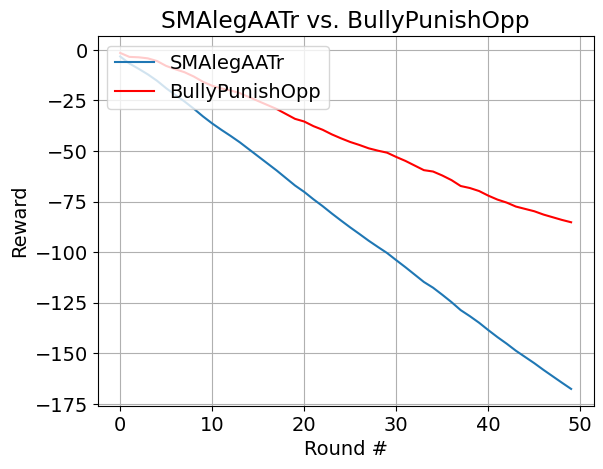 SMAlegAATr vs. BullyPunishOpp
SMAlegAATr
BullyPunishOpp
0
−25
−50
−75
−100
−125
−150
−175
Reward
0 10 20 30 40 50
Round #